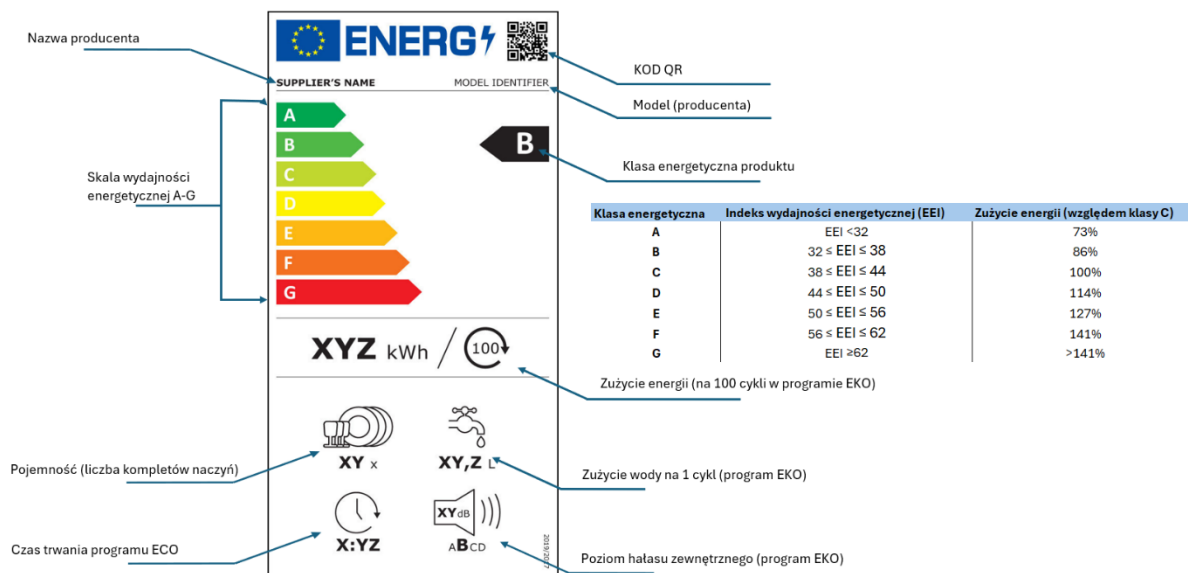 ENERG
Nazwa producenta
KOD QR
SUPPLIER'S NAME MODEL IDENTIFIER
Model (producenta)
A
B
C
D
E
F
G
B
Klasa energetyczna produktu
Skala wydajności
energetycznej A-G
Klasa energetyczna Indeks wydajności energetycznej (EEI) Zużycie energii (względem klasy C)
A EEI <32 73%
B 32 ≤ EEI ≤ 38 86%
C 38 ≤ EEI ≤ 44 100%
D 44 ≤ EEI ≤ 50 114%
E 50 ≤ EEI ≤ 56 127%
F 56 ≤ EEI ≤ 62 141%
G EEI ≥62 >141%
XYZ kWh / 100
Zużycie energii (na 100 cykli w programie EKO)
XY x
XY,Z L
Pojemność (liczba kompletów naczyń)
Zużycie wody na 1 cykl (program EKO)
X:YZ
XY dB
ABCD
Czas trwania programu ECO
Poziom hałasu zewnętrznego (program EKO)